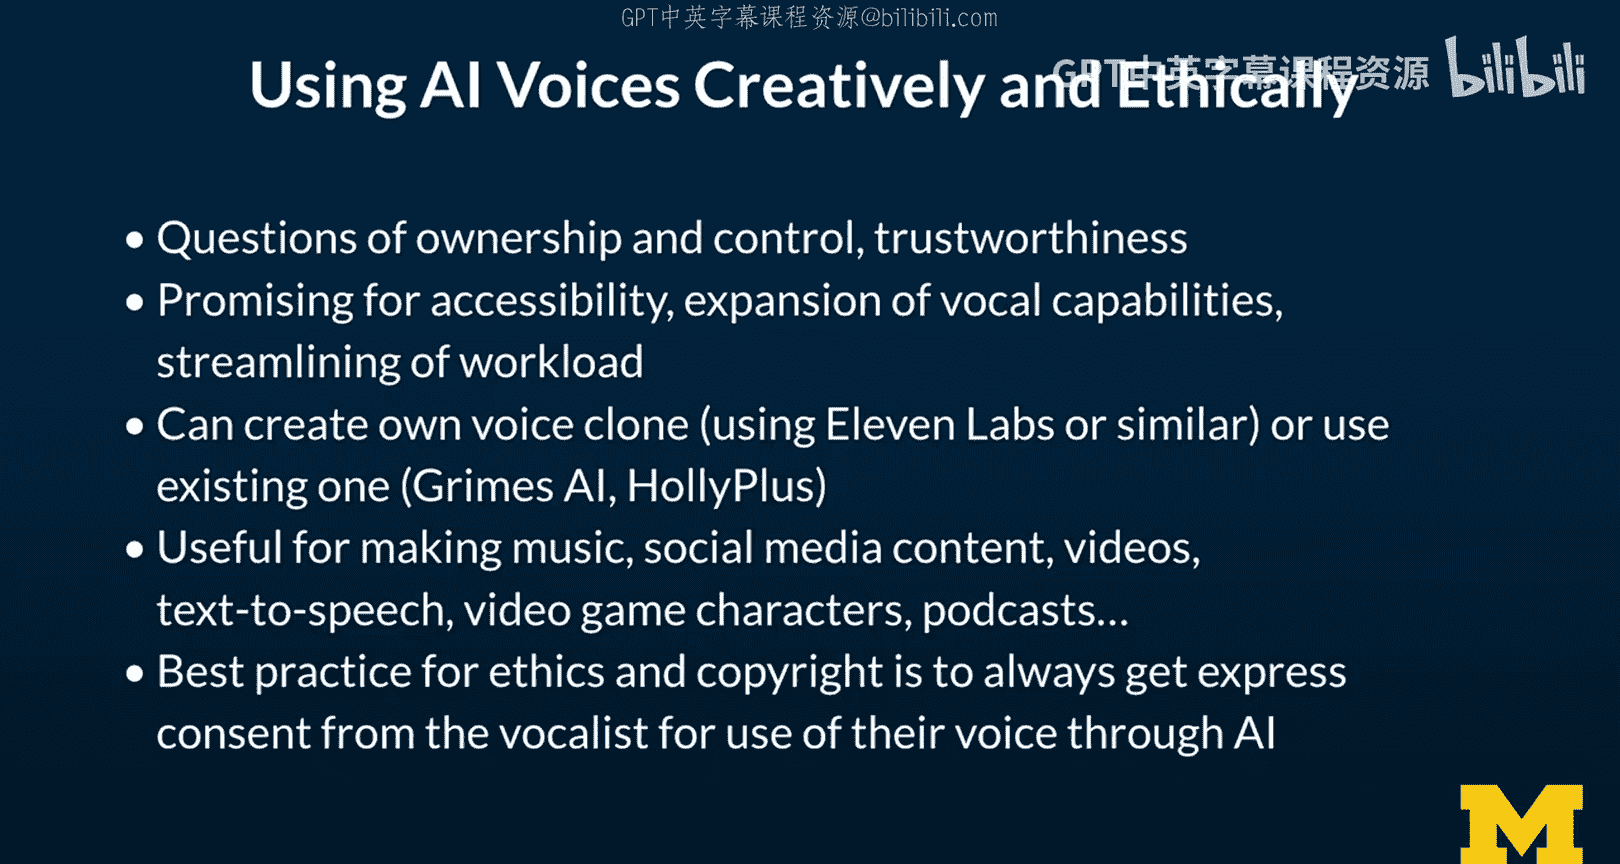 GPT中英字幕课程资源@bilibili.com
Using AI Voices Creatively and Ethically
GPT中英字幕课程资源 bilibili
• Questions of ownership and control, trustworthiness
• Promising for accessibility, expansion of vocal capabilities,
streamlining of workload
• Can create own voice clone (using Eleven Labs or similar) or use
existing one (Grimes AI, HollyPlus)
• Useful for making music, social media content, videos,
text-to-speech, video game characters, podcasts...
• Best practice for ethics and copyright is to always get express
consent from the vocalist for use of their voice through AI
M